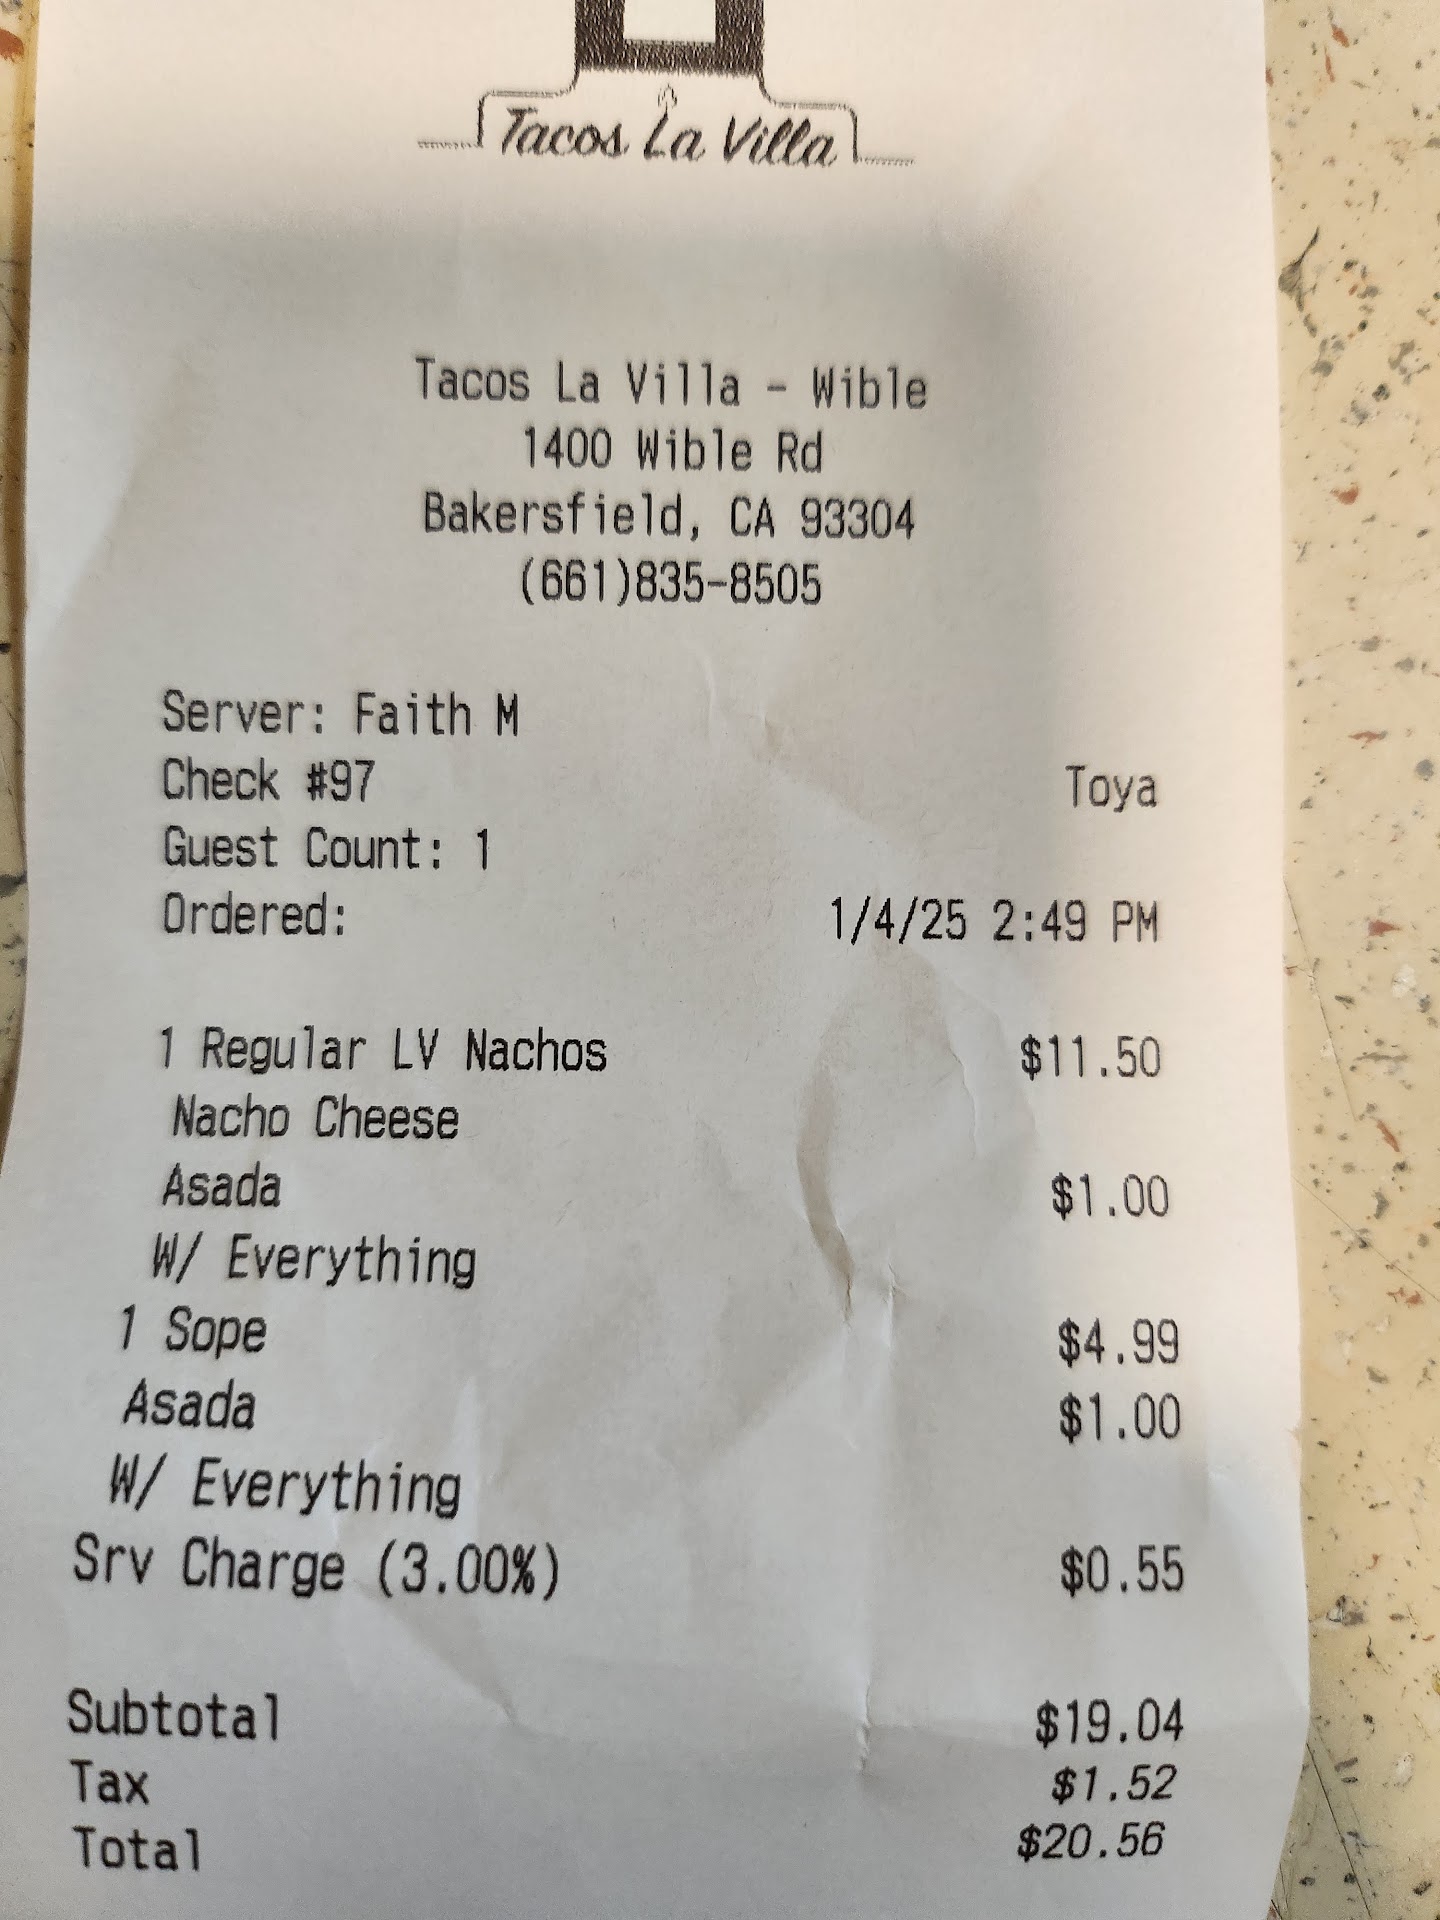 Tacos La Villa
Tacos La Villa - Wible
1400 Wible Rd
Bakersfield, CA 93304
(661)835-8505
Server: Faith M
Check #97 Toya
Guest Count: 1
Ordered: 1/4/25 2:49 PM
1 Regular LV Nachos $11.50
Nacho Cheese
Asada $1.00
W/ Everything
1 Sope $4.99
Asada $1.00
W/ Everything
Srv Charge (3.00%) $0.55
Subtotal $19.04
Tax $1.52
Total $20.56